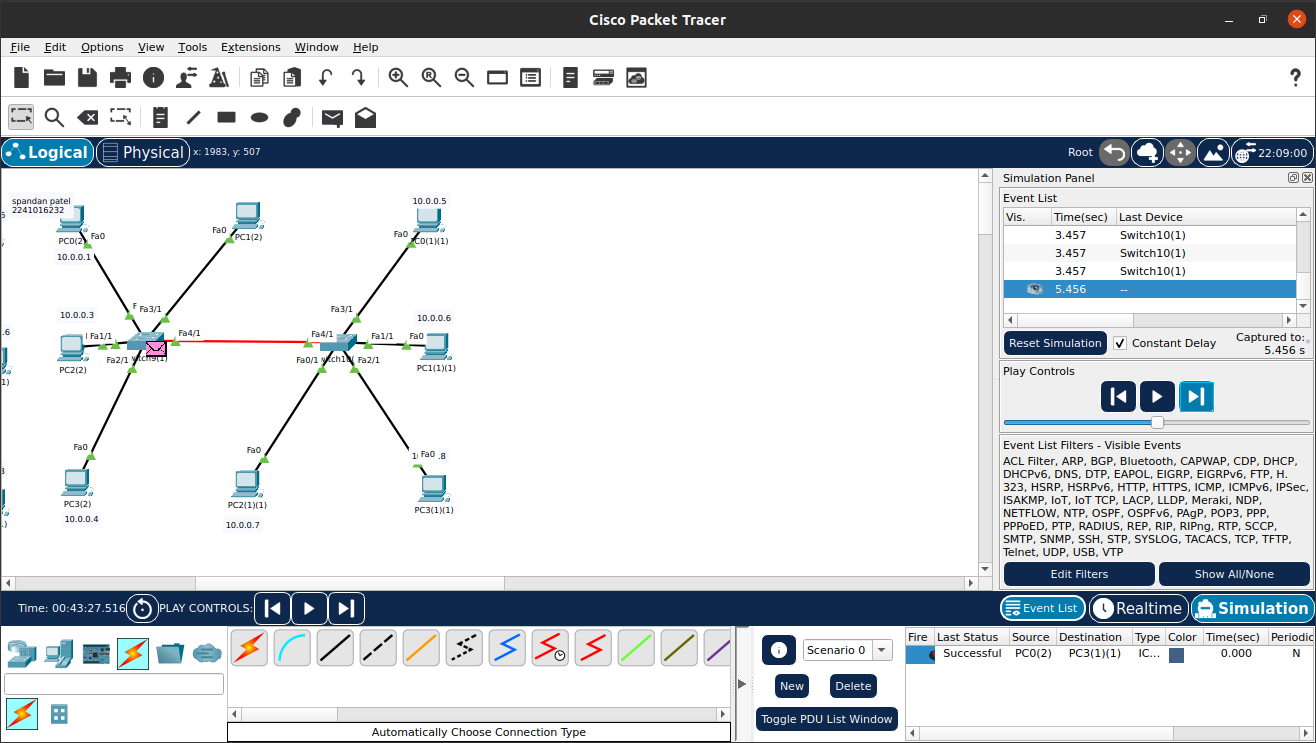 Cisco Packet Tracer
File Edit Options View Tools Extensions Window Help
Logical Physical x: 1983, y: 507
Root 22:09:00
spandan patel
2241016232
PC0(2)
Fa0
10.0.0.1
Fa0
PC1(2)
10.0.0.5
Fa0
C0(1)(1)
10.0.0.3
Fa3/1
Fa4/1
Fa1/1
Fa2/1
PC2(2)
Fa3/1
Fa4/1
Fa1/1
Fa0
10.0.0.6
Fa0/1
Fa2/1
PC1(1)(1)
.6
1)
Fa0
PC3(2)
10.0.0.4
Fa0
PC2(1)(1)
10.0.0.7
Fa0 .8
PC3(1)(1)
Simulation Panel
Event List
Vis. Time(sec) Last Device
3.457 Switch10(1)
3.457 Switch10(1)
3.457 Switch10(1)
5.456 --
Reset Simulation Constant Delay Captured to:
5.456 s
Play Controls
Event List Filters - Visible Events
ACL Filter, ARP, BGP, Bluetooth, CAPWAP, CDP, DHCP,
DHCPv6, DNS, DTP, EAPOL, EIGRP, EIGRPv6, FTP, H.
323, HSRP, HSRPv6, HTTP, HTTPS, ICMP, ICMPv6, IPSec,
ISAKMP, IoT, IoT TCP, LACP, LLDP, Meraki, NDP,
NETFLOW, NTP, OSPF, OSPFv6, PAgP, POP3, PPP,
PPPoED, PTP, RADIUS, REP, RIP, RIPng, RTP, SCCP,
SMTP, SNMP, SSH, STP, SYSLOG, TACACS, TCP, TFTP,
Telnet, UDP, USB, VTP
Edit Filters Show All/None
Time: 00:43:27.516 PLAY CONTROLS:
Event List Realtime Simulation
Scenario 0
New Delete
Toggle PDU List Window
Fire Last Status Source Destination Type Color Time(sec) Periodic
Successful PC0(2) PC3(1)(1) IC... 0.000 N
Automatically Choose Connection Type